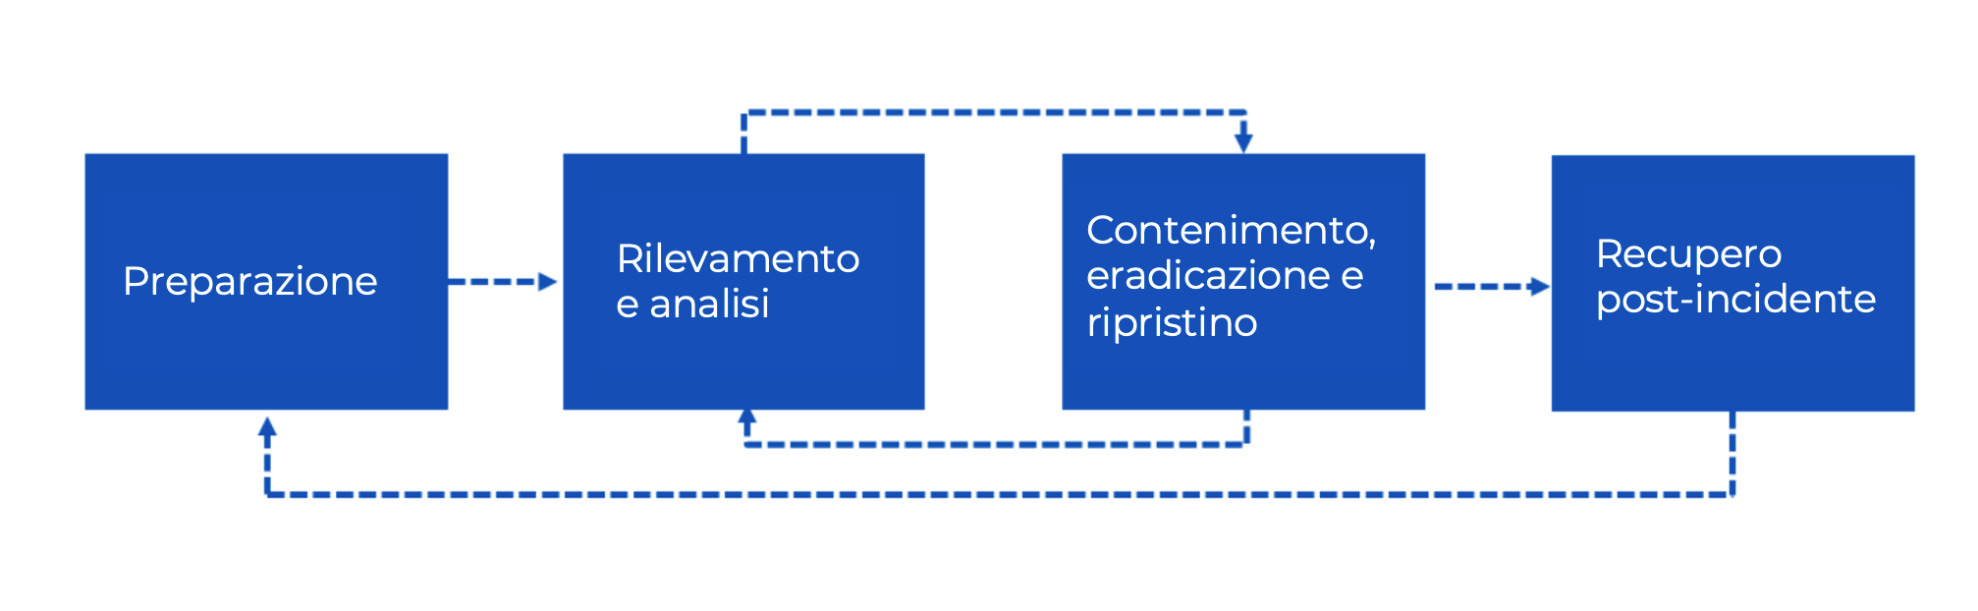 Preparazione
Rilevamento
e analisi
Contenimento,
eradicazione e
ripristino
Recupero
post-incidente